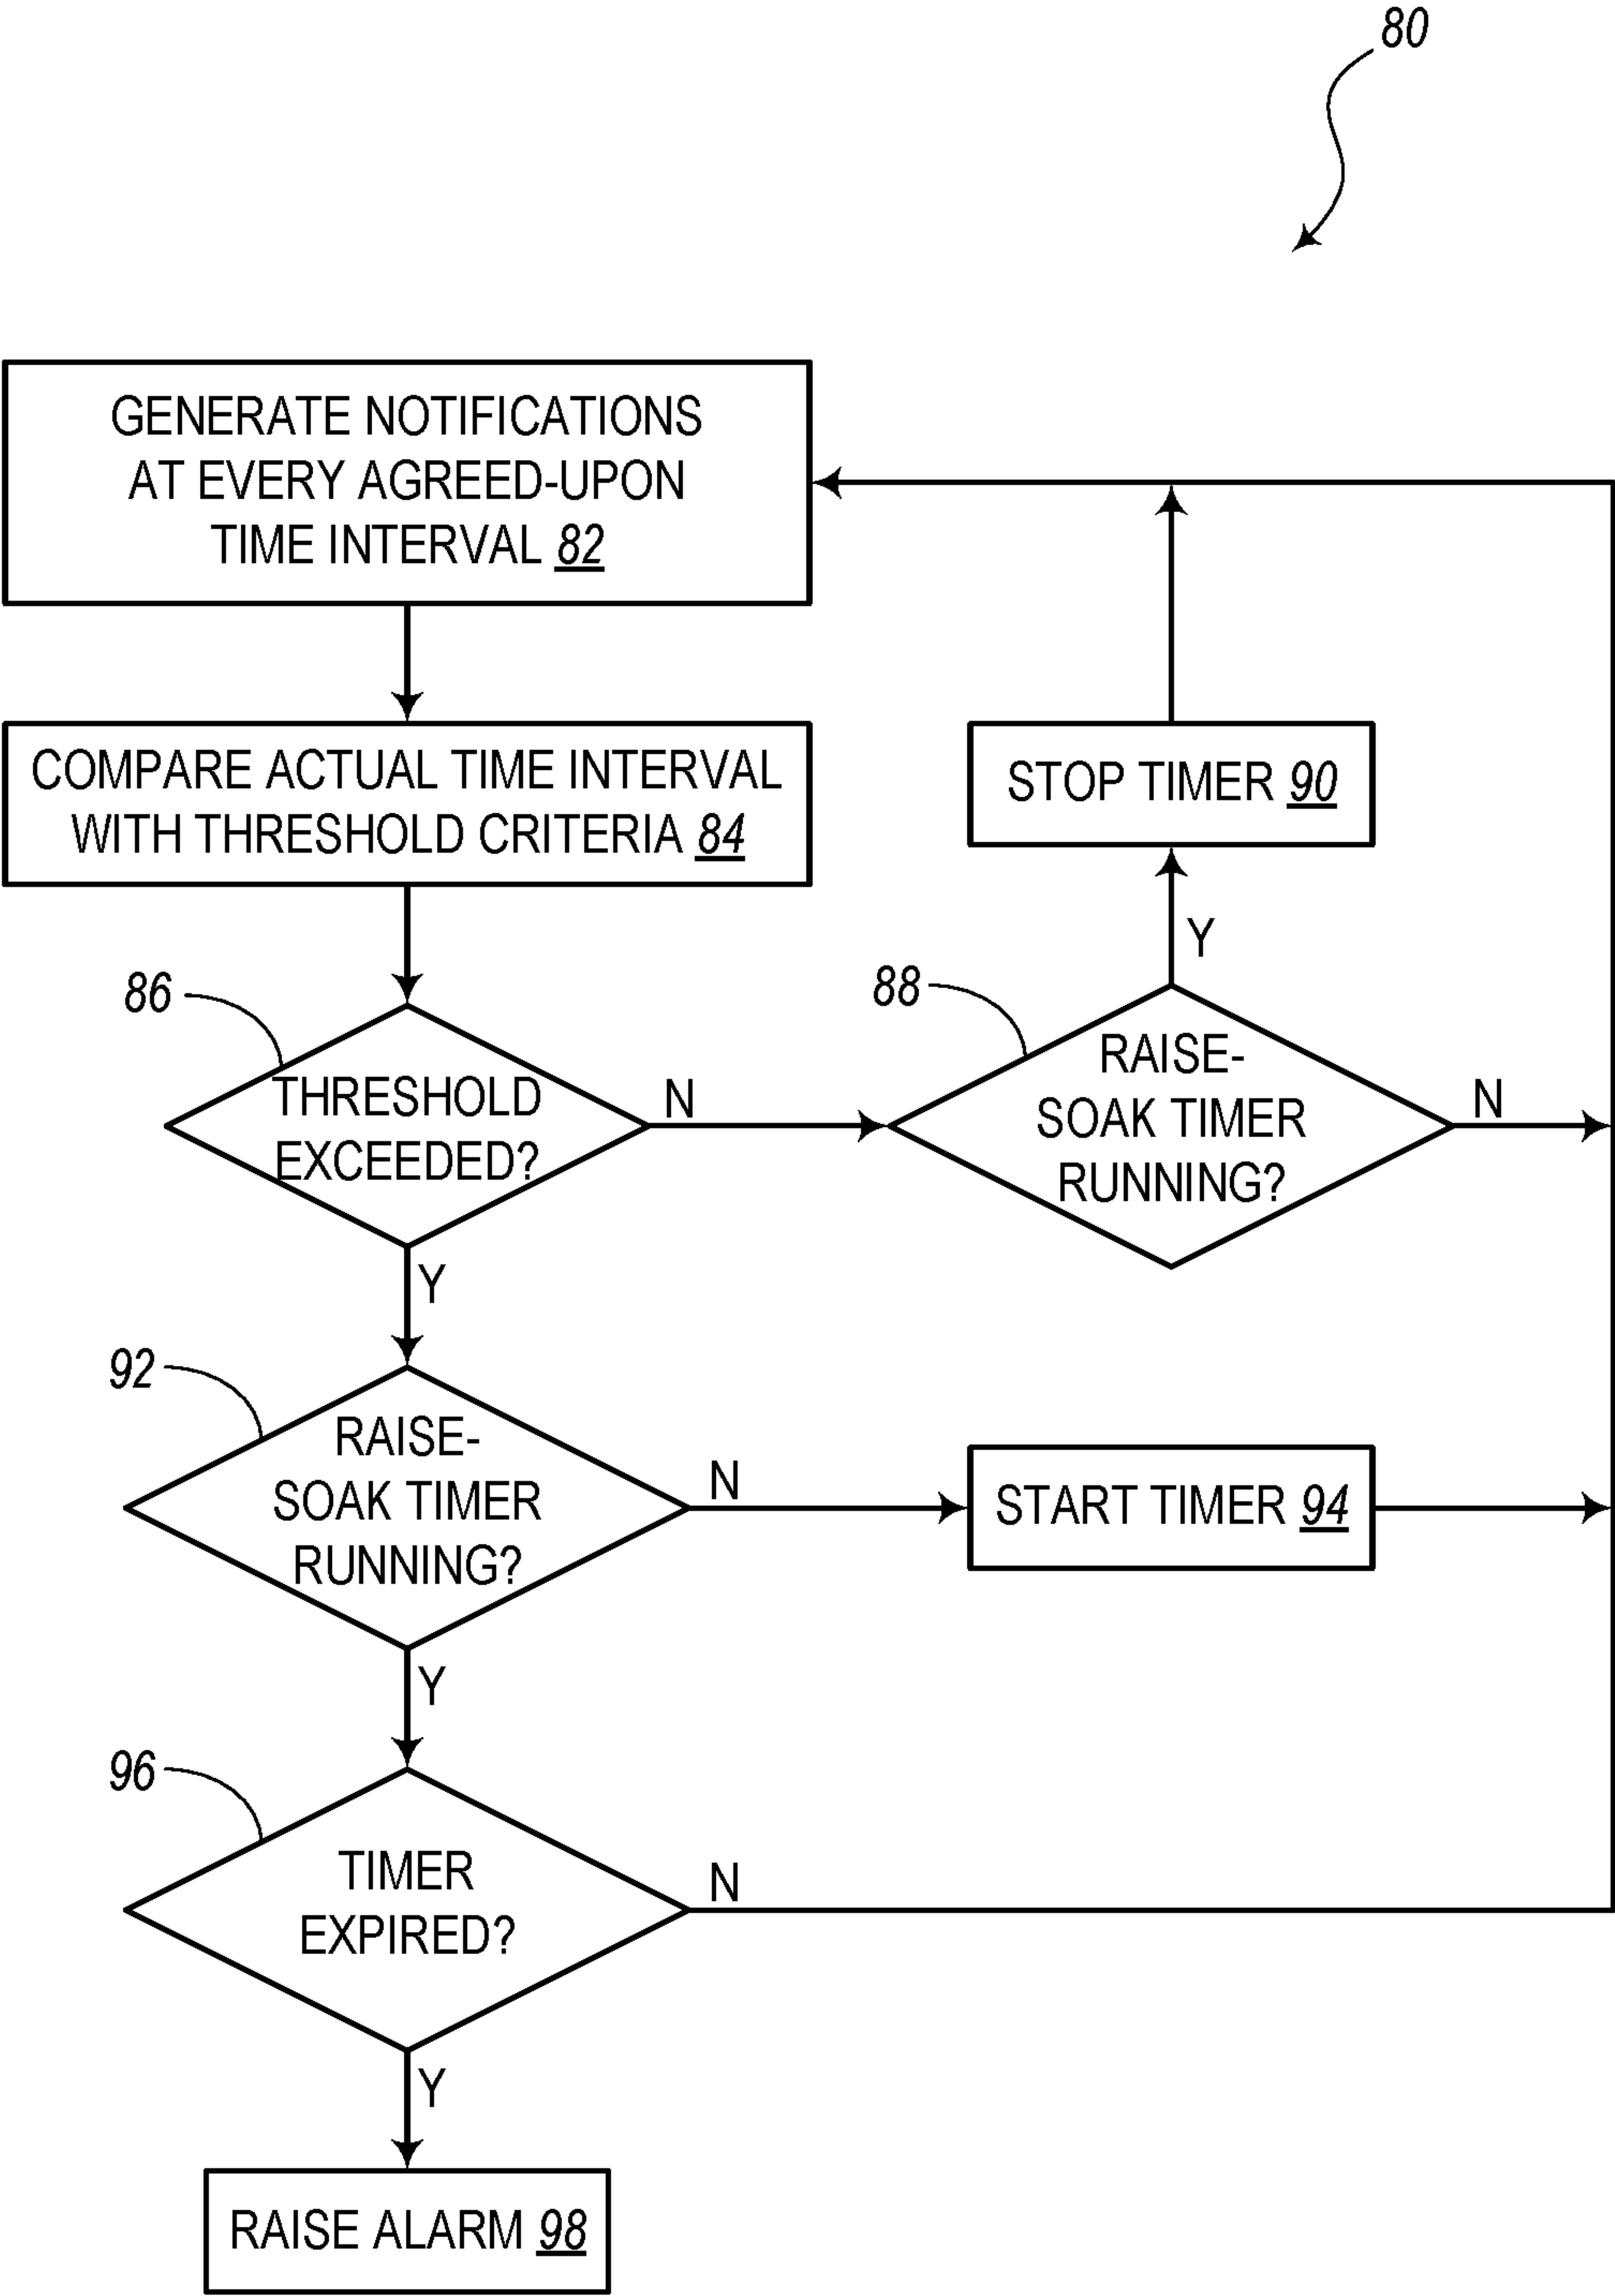 80
GENERATE NOTIFICATIONS
AT EVERY AGREED-UPON
TIME INTERVAL 82
COMPARE ACTUAL TIME INTERVAL
WITH THRESHOLD CRITERIA 84
STOP TIMER 90
Y
86
THRESHOLD
EXCEEDED?
N
88
RAISE-
SOAK TIMER
RUNNING?
N
Y
92
RAISE-
SOAK TIMER
RUNNING?
N
START TIMER 94
Y
96
TIMER
EXPIRED?
N
Y
RAISE ALARM 98